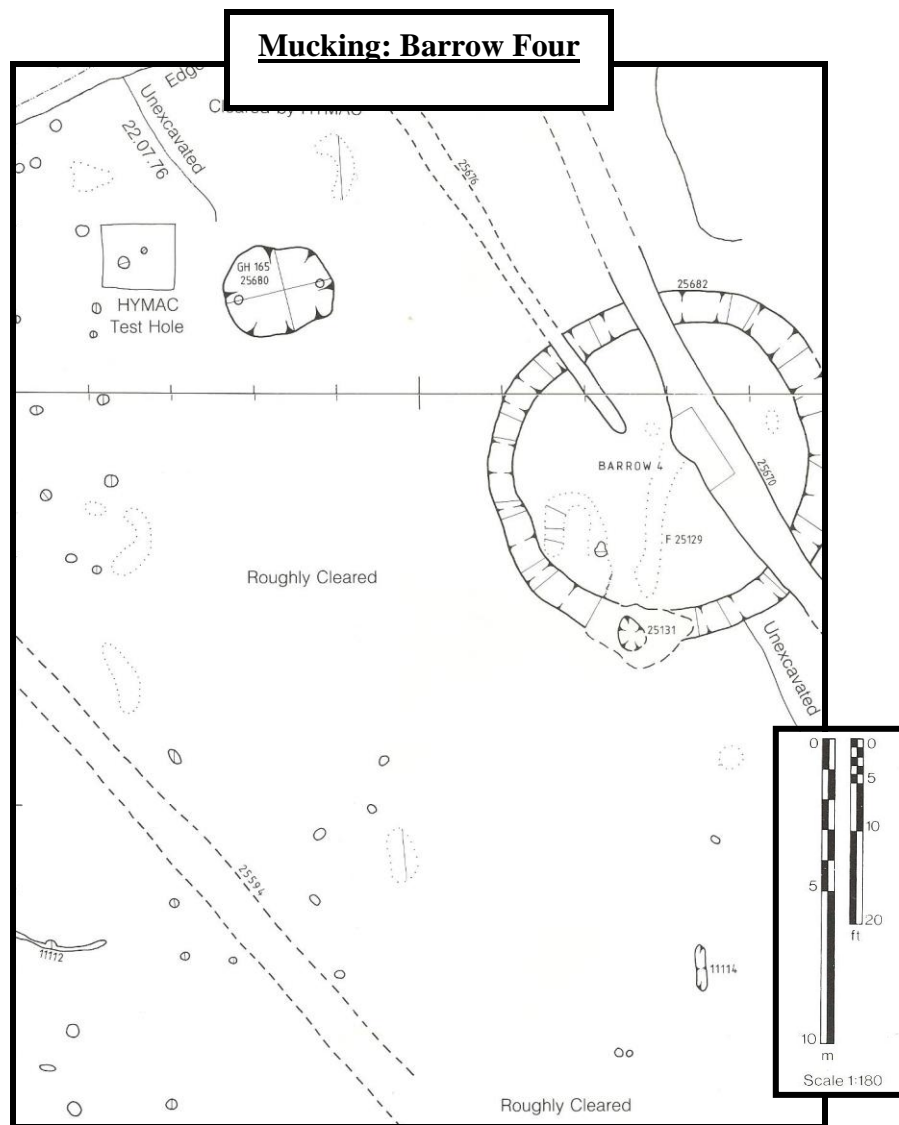 Mucking: Barrow Four
Edge
Cleared by HYMAC
Unexcavated
22.07.76
25676
GH 165
25680
25682
HYMAC
Test Hole
BARROW 4
25670
F 25129
Roughly Cleared
25131
Unexcavated
25594
11112
11114
Roughly Cleared
0
0
5
10
5
20
ft
10
m
Scale 1:180